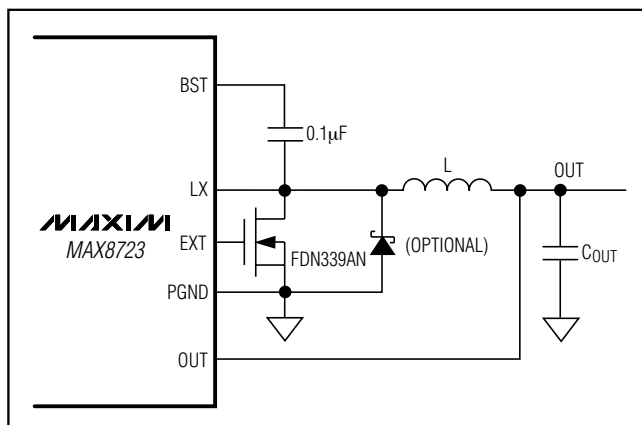 BST
0.1µF
LX
L
OUT
MAXIM
MAX8723
EXT
FDN339AN
(OPTIONAL)
COUT
PGND
OUT